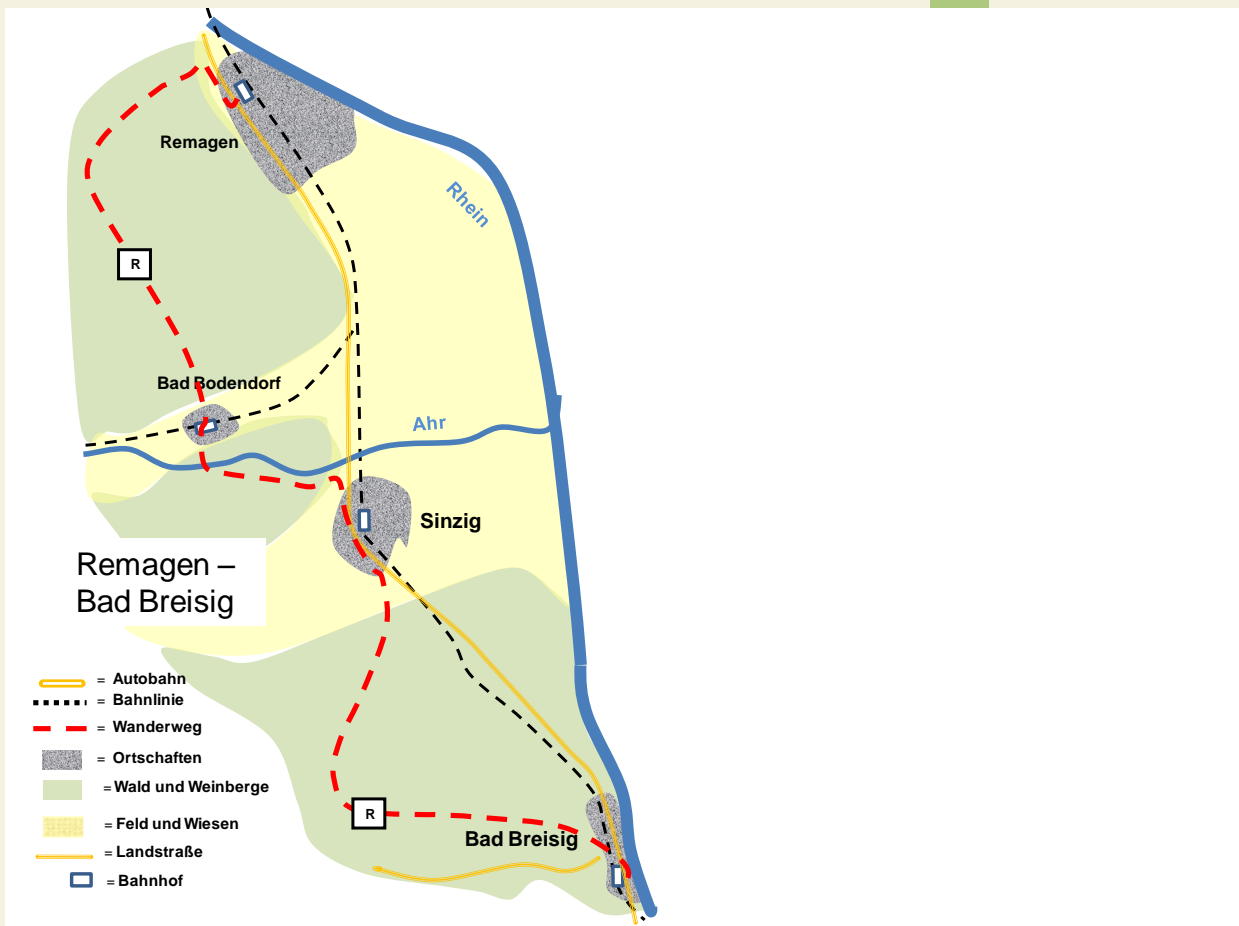 Remagen
Rhein
R
Bad Bodendorf
Ahr
Sinzig
Remagen –
Bad Breisig
= Autobahn
= Bahnlinie
= Wanderweg
= Ortschaften
= Wald und Weinberge
R
= Feld und Wiesen
Bad Breisig
= Landstraße
= Bahnhof